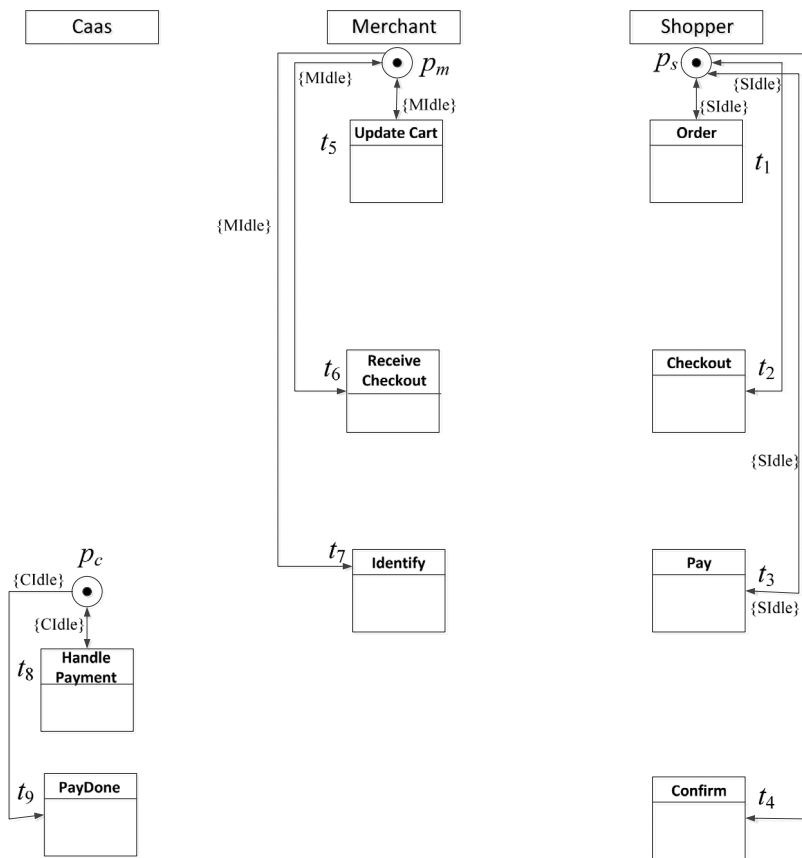 Caas
Merchant
Shopper
p_m
p_s
{MIdle}
{SIdle}
{MIdle}
{SIdle}
t_5
Update Cart
Order
t_1
{MIdle}
t_6
Receive
Checkout
Checkout
t_2
{SIdle}
p_c
t_7
Identify
Pay
t_3
{CIdle}
{SIdle}
{CIdle}
t_8
Handle
Payment
t_9
PayDone
Confirm
t_4